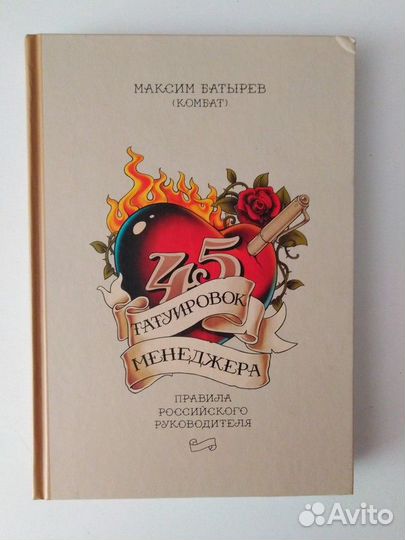 МАКСИМ БАТЫРЕВ
(КОМБАТ)
45
ТАТУИРОВОК
МЕНЕДЖЕРА
ПРАВИЛА
РОССИЙСКОГО
РУКОВОДИТЕЛЯ
Avito